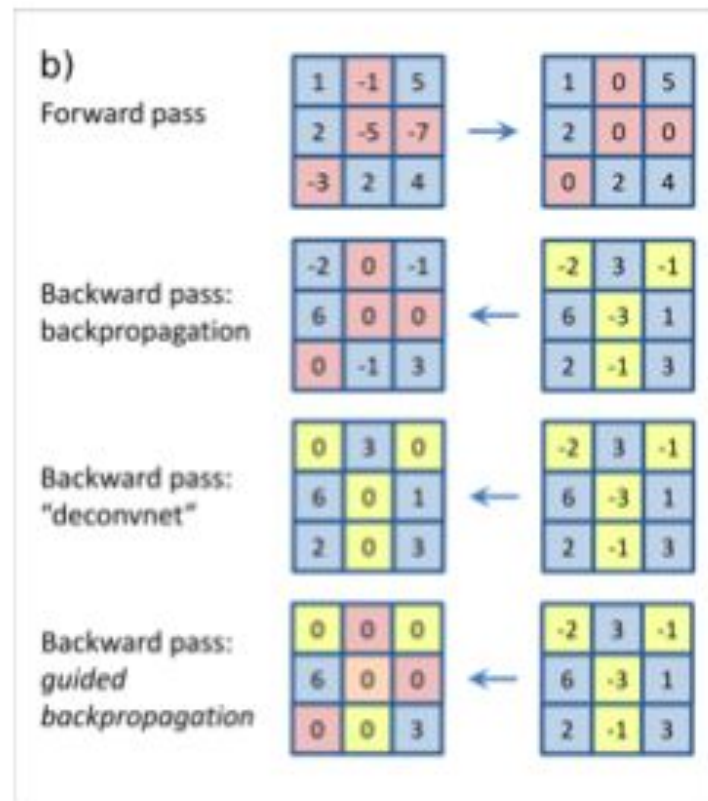 b)
Forward pass
1 -1 5 1 0 5
2 -5 -7 2 0 0
-3 2 4 0 2 4
Backward pass:
backpropagation
-2 0 -1 -2 3 -1
6 0 0 6 -3 1
0 -1 3 2 -1 3
Backward pass:
"deconvnet"
0 3 0 -2 3 -1
6 0 1 6 -3 1
2 0 3 2 -1 3
Backward pass:
guided
backpropagation
0 0 0 -2 3 -1
6 0 0 6 -3 1
0 0 3 2 -1 3